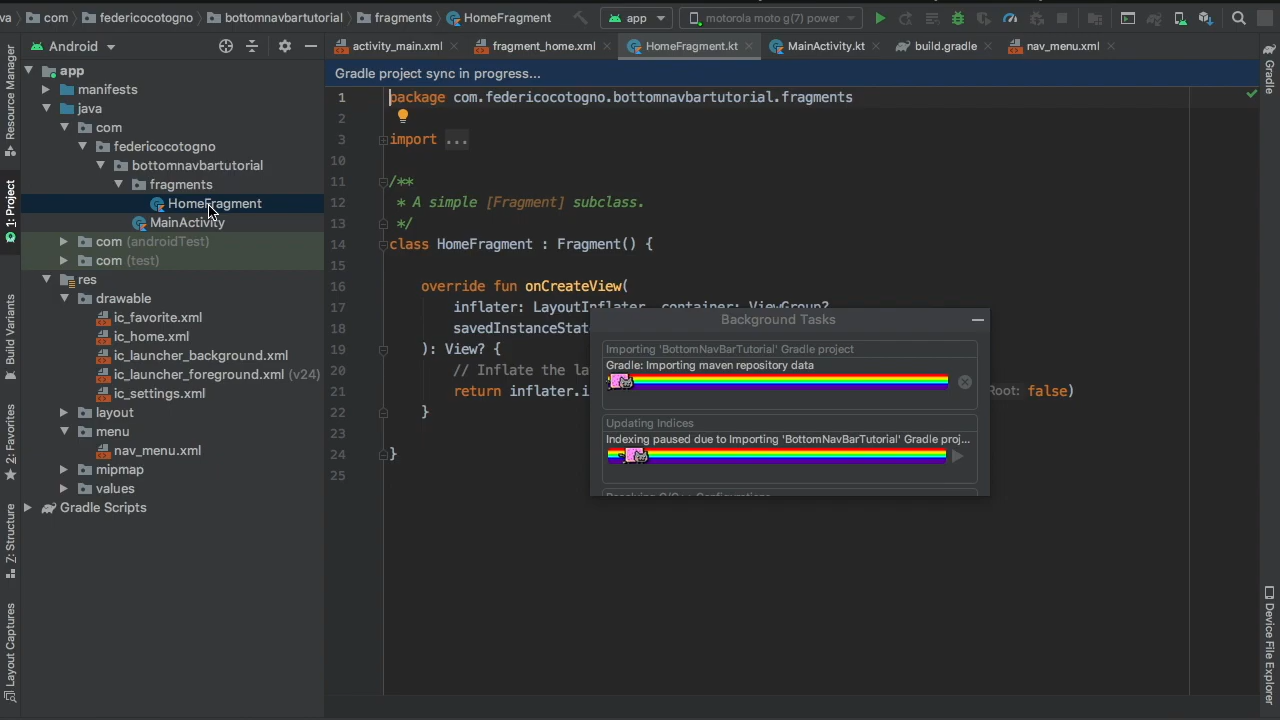 va com federicocotogno bottomnavbartutorial fragments HomeFragment app motorola moto g(7) power
Android
activity_main.xml fragment_home.xml HomeFragment.kt MainActivity.kt build.gradle nav_menu.xml
Gradle project sync in progress...
Resource Manager
1: Project
Build Variants
2: Favorites
Z: Structure
Layout Captures
app
manifests
java
com
federicocotogno
bottomnavbartutorial
fragments
HomeFragment
MainActivity
com (androidTest)
com (test)
res
drawable
ic_favorite.xml
ic_home.xml
ic_launcher_background.xml
ic_launcher_foreground.xml (v24)
ic_settings.xml
layout
menu
nav_menu.xml
mipmap
values
Gradle Scripts
1 package com.federicocotogno.bottomnavbartutorial.fragments
2
3 import ...
10
11 /**
12 * A simple [Fragment] subclass.
13 */
14 class HomeFragment : Fragment() {
15
16 override fun onCreateView(
17 inflater: LayoutInflater, container: ViewGroup?
18 savedInstanceStat
19 ): View? {
20 // Inflate the la
21 return inflater.i Root: false)
22 }
23
24 }
25
Background Tasks
Importing 'BottomNavBarTutorial' Gradle project
Gradle: Importing maven repository data
Updating Indices
Indexing paused due to Importing 'BottomNavBarTutorial' Gradle proj...
Gradle
Device File Explorer